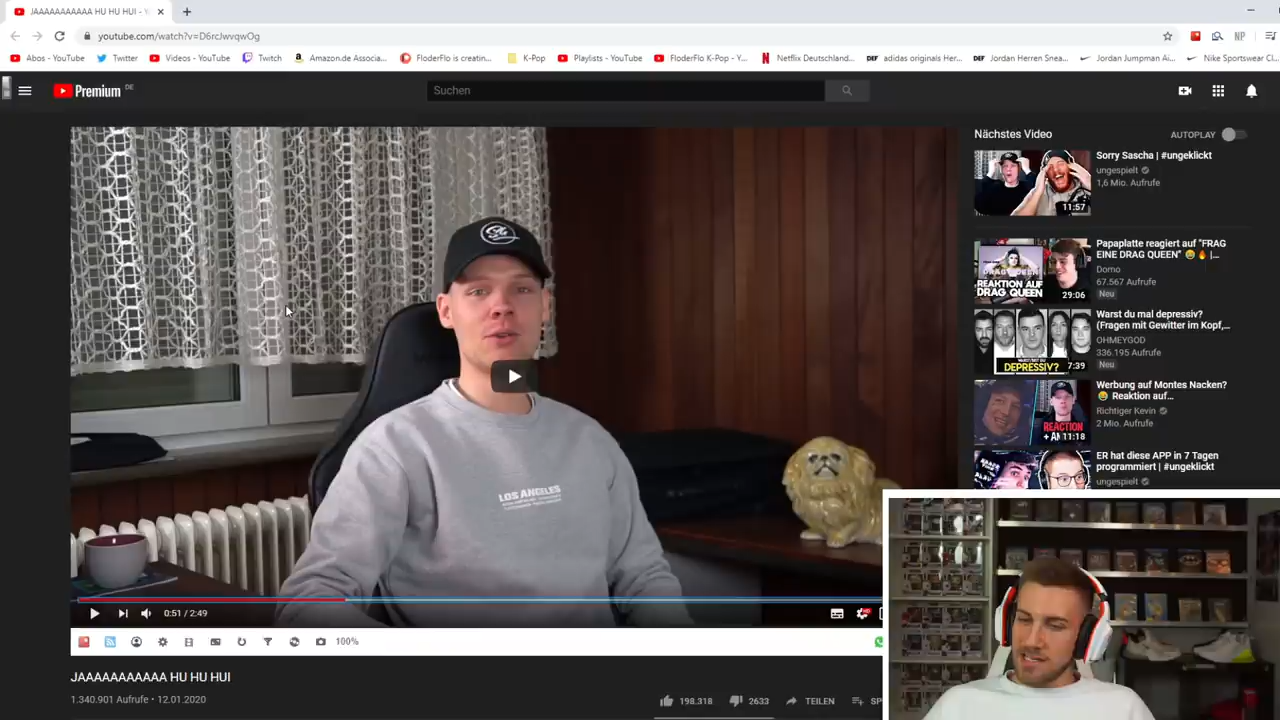 JAAAAAAAAAAA HU HU HUI - Y
youtube.com/watch?v=D6rcJwvqwOg
Abos - YouTube
Twitter
Videos - YouTube
Twitch
Amazon.de Associa...
FloderFlo is creatin...
K-Pop
Playlists - YouTube
FloderFlo K-Pop - Y...
Netflix Deutschland...
adidas originals Her...
Jordan Herren Snea...
Jordan Jumpman Ai...
Nike Sportswear Cl...
Premium DE
Suchen
Nächstes Video
AUTOPLAY
Sorry Sascha | #ungeklickt
ungespielt
1,6 Mio. Aufrufe
11:57
Papaplatte reagiert auf "FRAG
EINE DRAG QUEEN" 😂🔥 |...
Domo
67.567 Aufrufe
Neu
REAKTION AUF
DRAG QUEEN
29:06
Warst du mal depressiv?
(Fragen mit Gewitter im Kopf,...
OHMEYGOD
336.195 Aufrufe
Neu
DEPRESSIV?
7:39
Werbung auf Montes Nacken?
😂 Reaktion auf...
Richtiger Kevin
2 Mio. Aufrufe
REACTION
11:18
ER hat diese APP in 7 Tagen
programmiert | #ungeklickt
ungespielt
LOS ANGELES
0:51 / 2:49
100%
JAAAAAAAAAAA HU HU HUI
1.340.901 Aufrufe • 12.01.2020
198.318
2633
TEILEN
SP